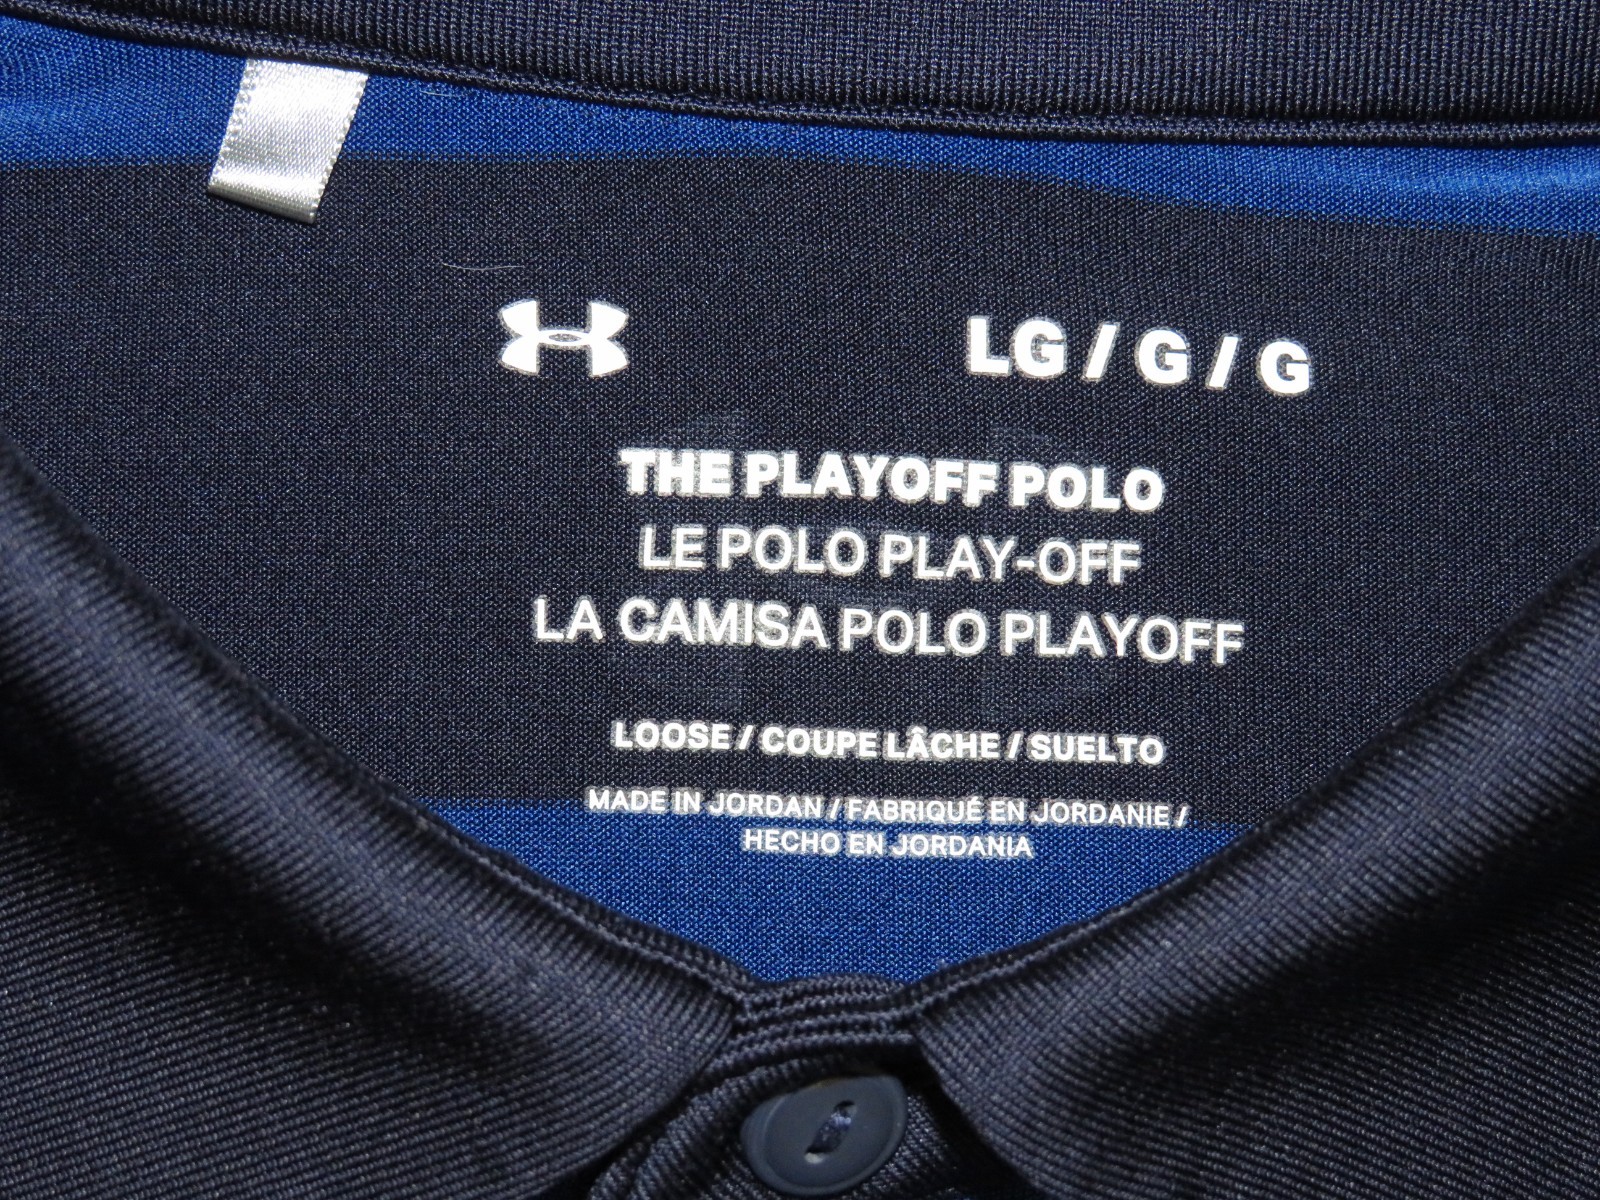 LG / G / G
THE PLAYOFF POLO
LE POLO PLAY-OFF
LA CAMISA POLO PLAYOFF
LOOSE / COUPE LÂCHE / SUELTO
MADE IN JORDAN / FABRIQUÉ EN JORDANIE /
HECHO EN JORDANIA